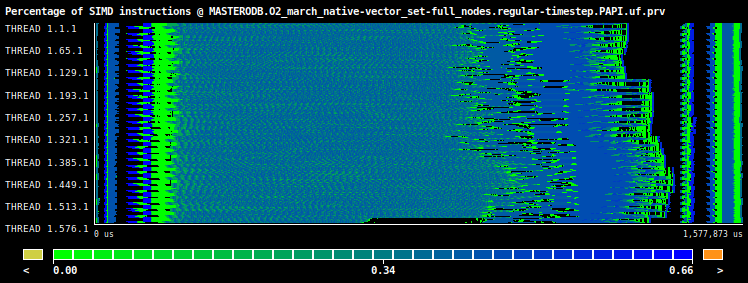 Percentage of SIMD instructions @ MASTERODB.O2_march_native-vector_set-full_nodes.regular-timestep.PAPI.uf.prv
THREAD 1.1.1
THREAD 1.65.1
THREAD 1.129.1
THREAD 1.193.1
THREAD 1.257.1
THREAD 1.321.1
THREAD 1.385.1
THREAD 1.449.1
THREAD 1.513.1
THREAD 1.576.1
0 us 1,577,873 us
< 0.00 0.34 0.66 >